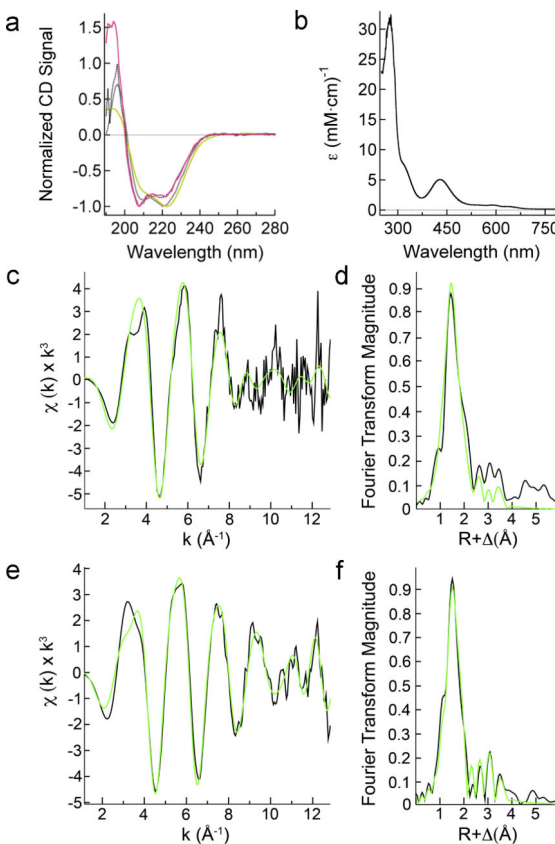 a
Normalized CD Signal
1.5
1.0
0.5
0.0
-0.5
-1.0
200 220 240 260 280
Wavelength (nm)
b
ε (mM·cm)⁻¹
30
25
20
15
10
5
0
300 450 600 750
Wavelength (nm)
c
χ (k) x k³
4
3
2
1
0
-1
-2
-3
-4
-5
2 4 6 8 10 12
k (Å⁻¹)
d
Fourier Transform Magnitude
0.9
0.8
0.7
0.6
0.5
0.4
0.3
0.2
0.1
0
1 2 3 4 5
R+Δ(Å)
e
χ (k) x k³
4
3
2
1
0
-1
-2
-3
-4
-5
2 4 6 8 10 12
k (Å⁻¹)
f
Fourier Transform Magnitude
0.9
0.8
0.7
0.6
0.5
0.4
0.3
0.2
0.1
0
1 2 3 4 5
R+Δ(Å)